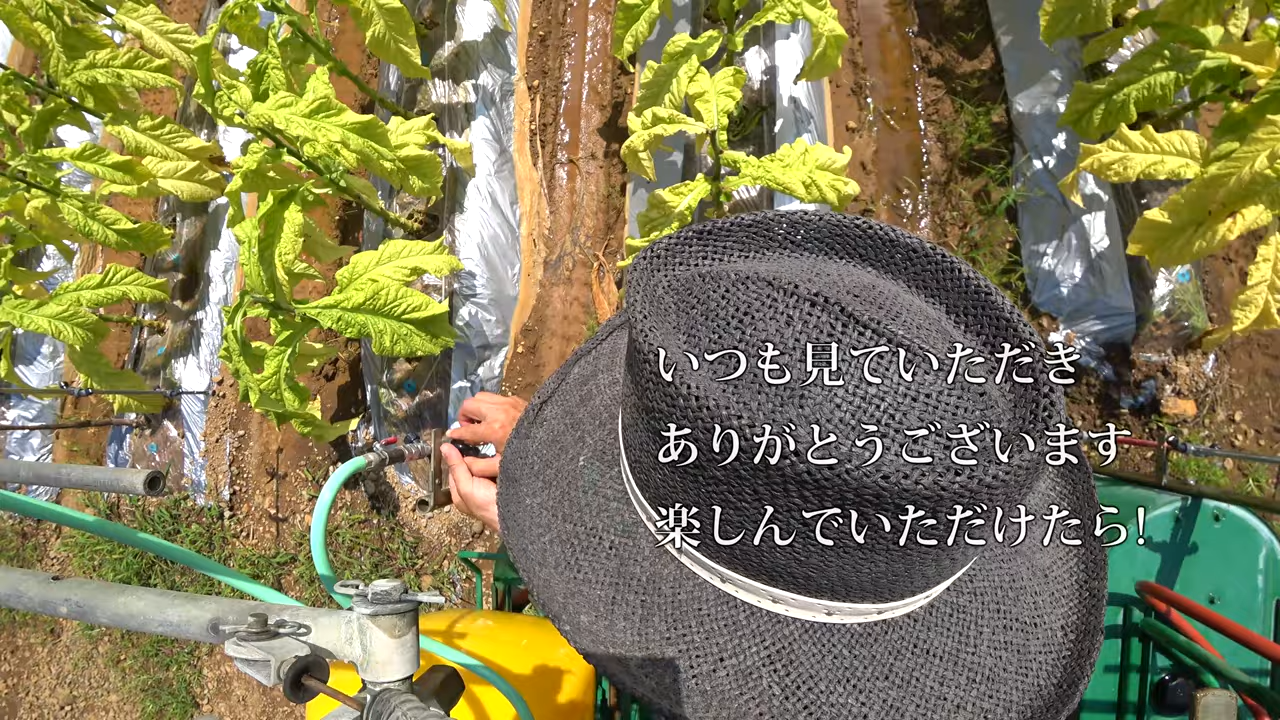 いつも見ていただき
ありがとうございます
楽しんでいただけたら!